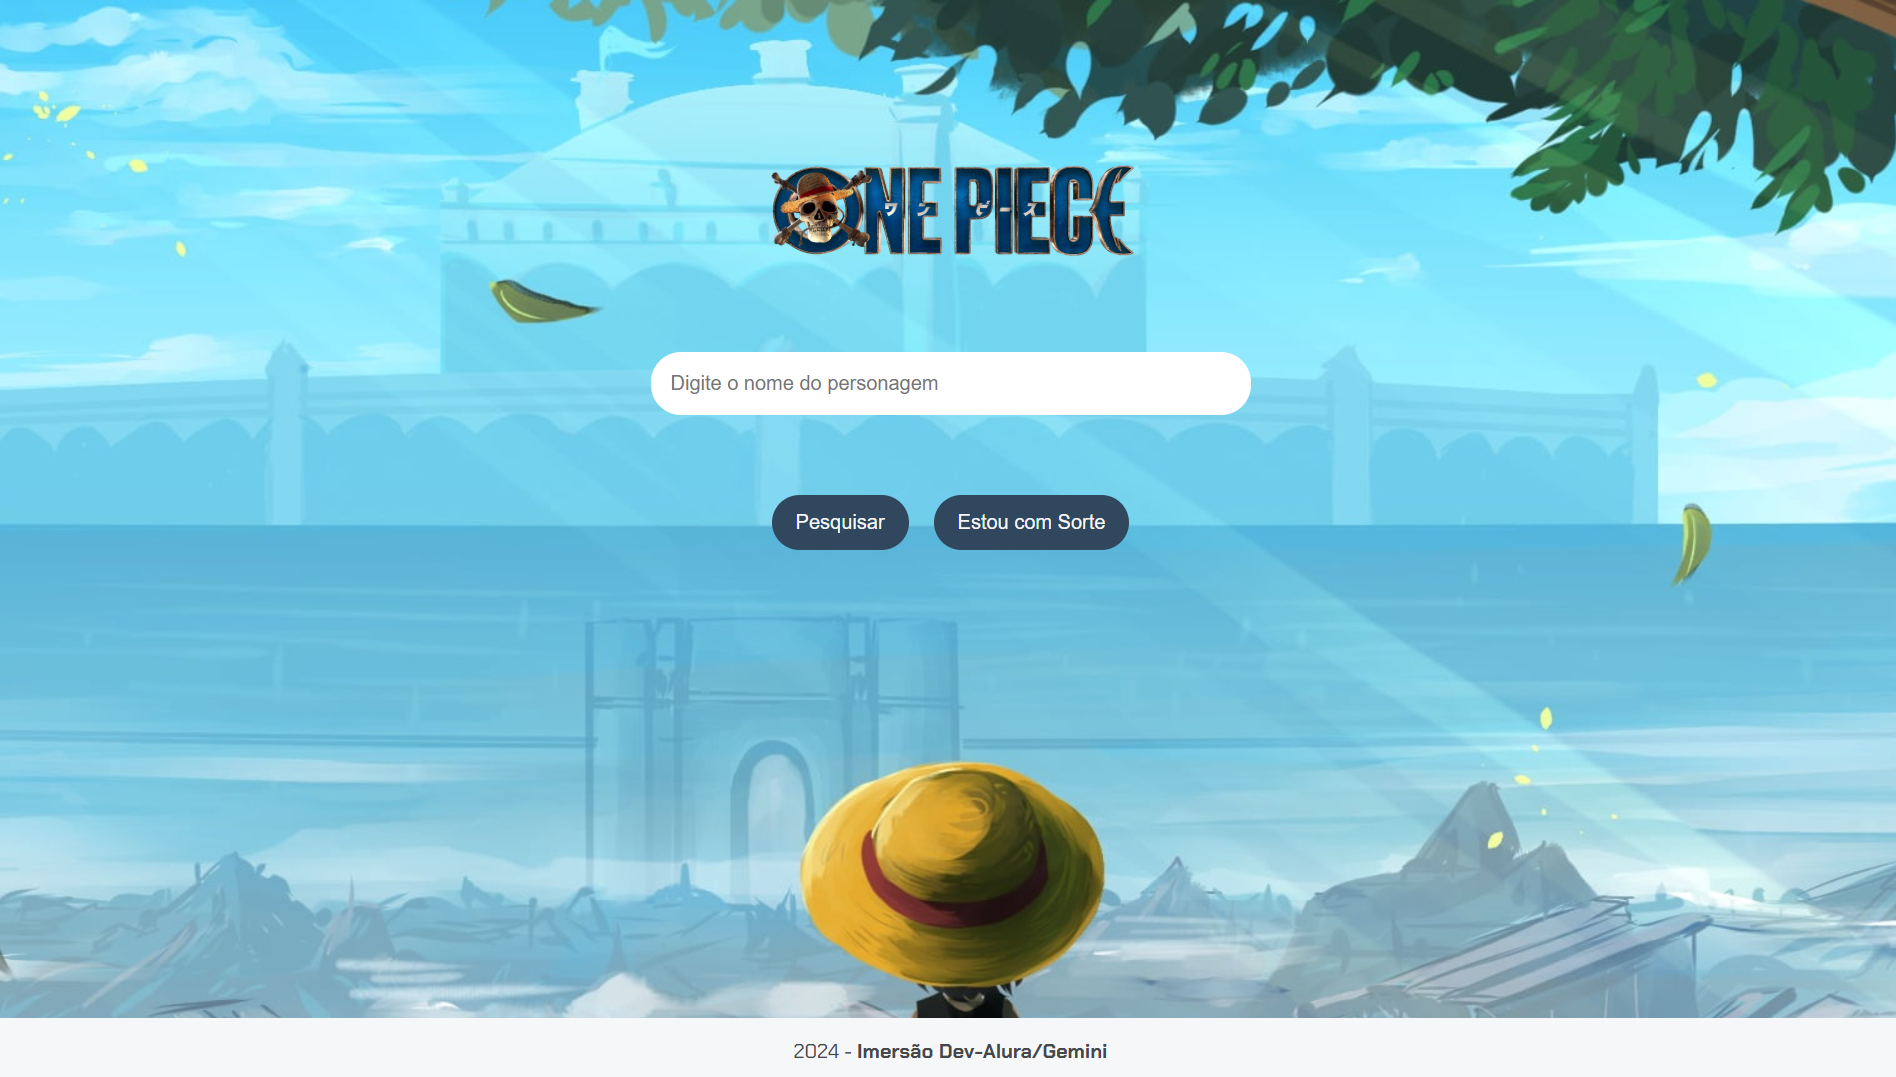 ONE PIECE
ワンピース
Digite o nome do personagem
Pesquisar
Estou com Sorte
2024 - Imersão Dev-Alura/Gemini